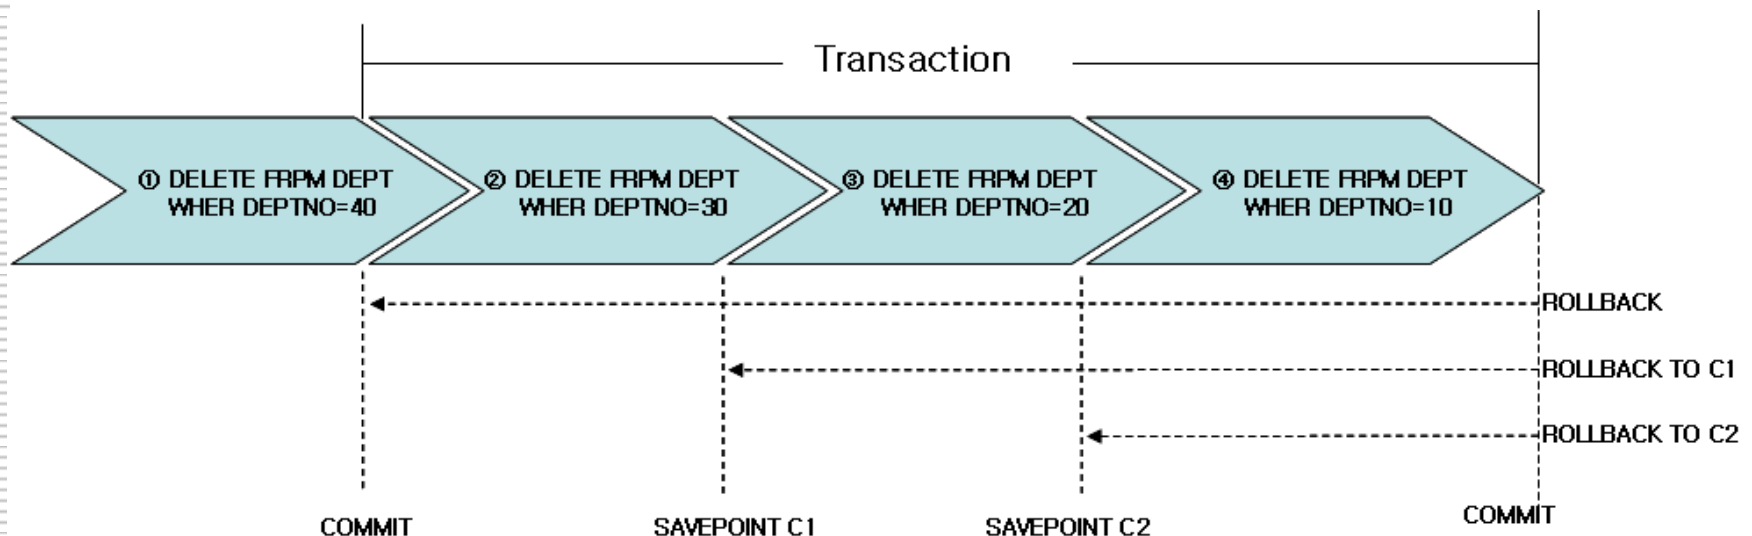 Transaction
① DELETE FRPM DEPT
WHER DEPTNO=40
② DELETE FRPM DEPT
WHER DEPTNO=30
③ DELETE FRPM DEPT
WHER DEPTNO=20
④ DELETE FRPM DEPT
WHER DEPTNO=10
ROLLBACK
ROLLBACK TO C1
ROLLBACK TO C2
COMMIT
SAVEPOINT C1
SAVEPOINT C2
COMMIT